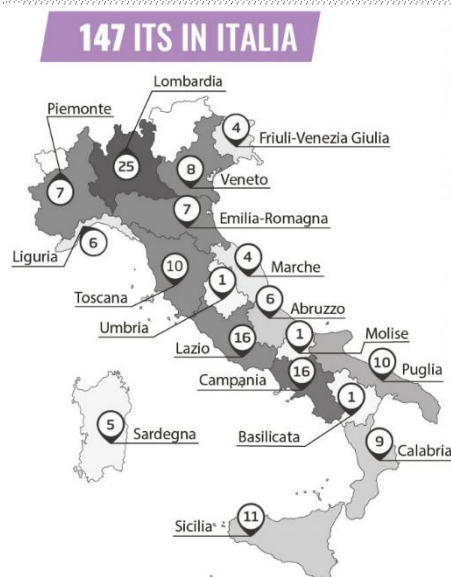 147 ITS IN ITALIA
Lombardia
Piemonte
4
Friuli-Venezia Giulia
25
8
7
Veneto
7
Emilia-Romagna
6
Liguria
4
Marche
10
1
Toscana
6
Abruzzo
Umbria
1
Molise
16
Lazio
16
10
Puglia
Campania
1
5
Sardegna
Basilicata
9
Calabria
11
Sicilia